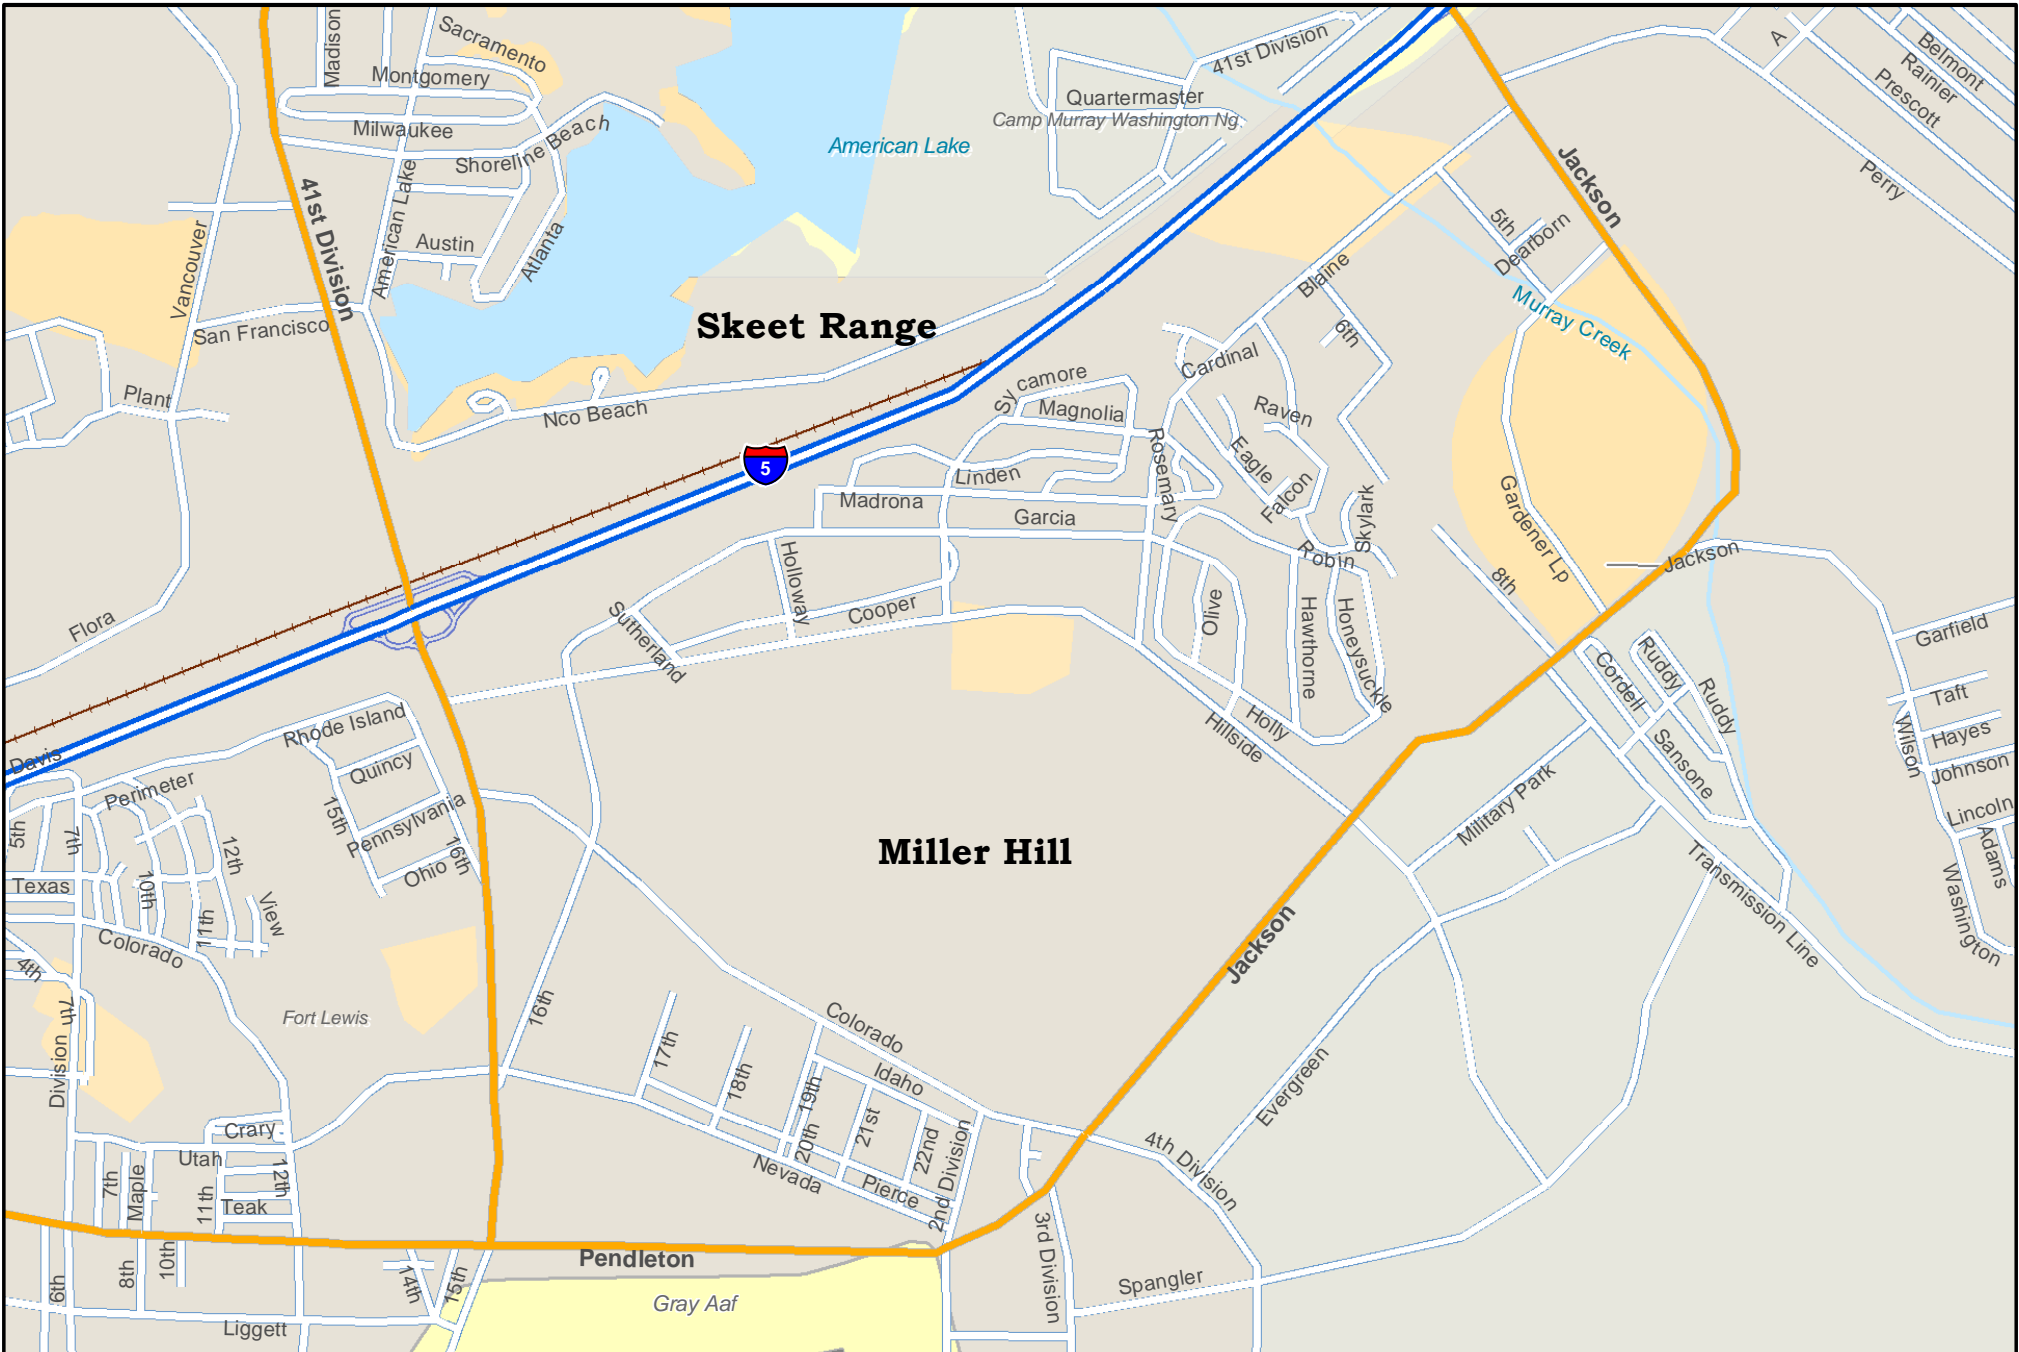 Madison
Sacramento
Montgomery
Milwaukee
Shoreline Beach
American Lake
41st Division
Quartermaster
Camp Murray Washington Ng
A
Belmont
Rainier
Prescott
Perry
Jackson
5th
Dearborn
Vancouver
41st Division
American Lake
Austin
Atlanta
San Francisco
Skeet Range
Blaine
6th
Murray Creek
Plant
Nco Beach
Sycamore
Magnolia
Cardinal
Raven
Eagle
Falcon
Rosemary
Linden
Madrona
Garcia
Skylark
Robin
Gardener Lp
Jackson
8th
5
Flora
Sutherland
Holloway
Cooper
Olive
Hawthorne
Honeysuckle
Holly
Hillside
Cordell
Ruddy
Ruddy
Sansone
Garfield
Taft
Wilson
Hayes
Johnson
Lincoln
Adams
Washington
Davis
Rhode Island
Quincy
Perimeter
15th
Pennsylvania
Ohio
16th
5th
7th
12th
Texas
10th
11th
View
Colorado
4th
7th
Miller Hill
Military Park
Transmission Line
Jackson
Fort Lewis
16th
Division
17th
18th
19th
Colorado
Idaho
20th
21st
22nd
2nd Division
Evergreen
4th Division
Nevada
Pierce
Crary
Utah
7th
Maple
11th
12th
Teak
3rd Division
Pendleton
6th
8th
10th
14th
15th
Spangler
Gray Aaf
Liggett